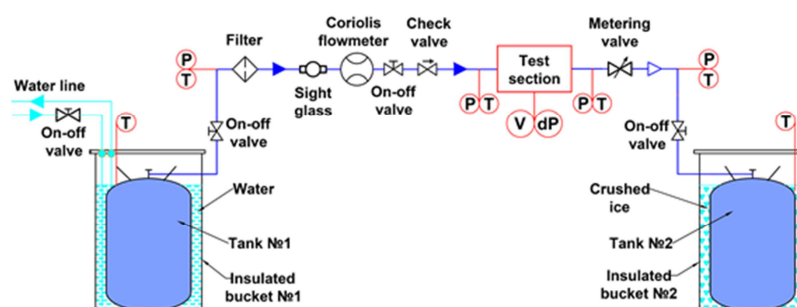 Coriolis
flowmeter
Check
valve
Filter
Metering
valve
P
T
Test
section
P
T
Water line
Sight
glass
On-off
valve
P T
P T
On-off
valve
T
On-off
valve
V dP
On-off
valve
T
Water
Crushed
ice
Tank №1
Tank №2
Insulated
bucket №1
Insulated
bucket №2